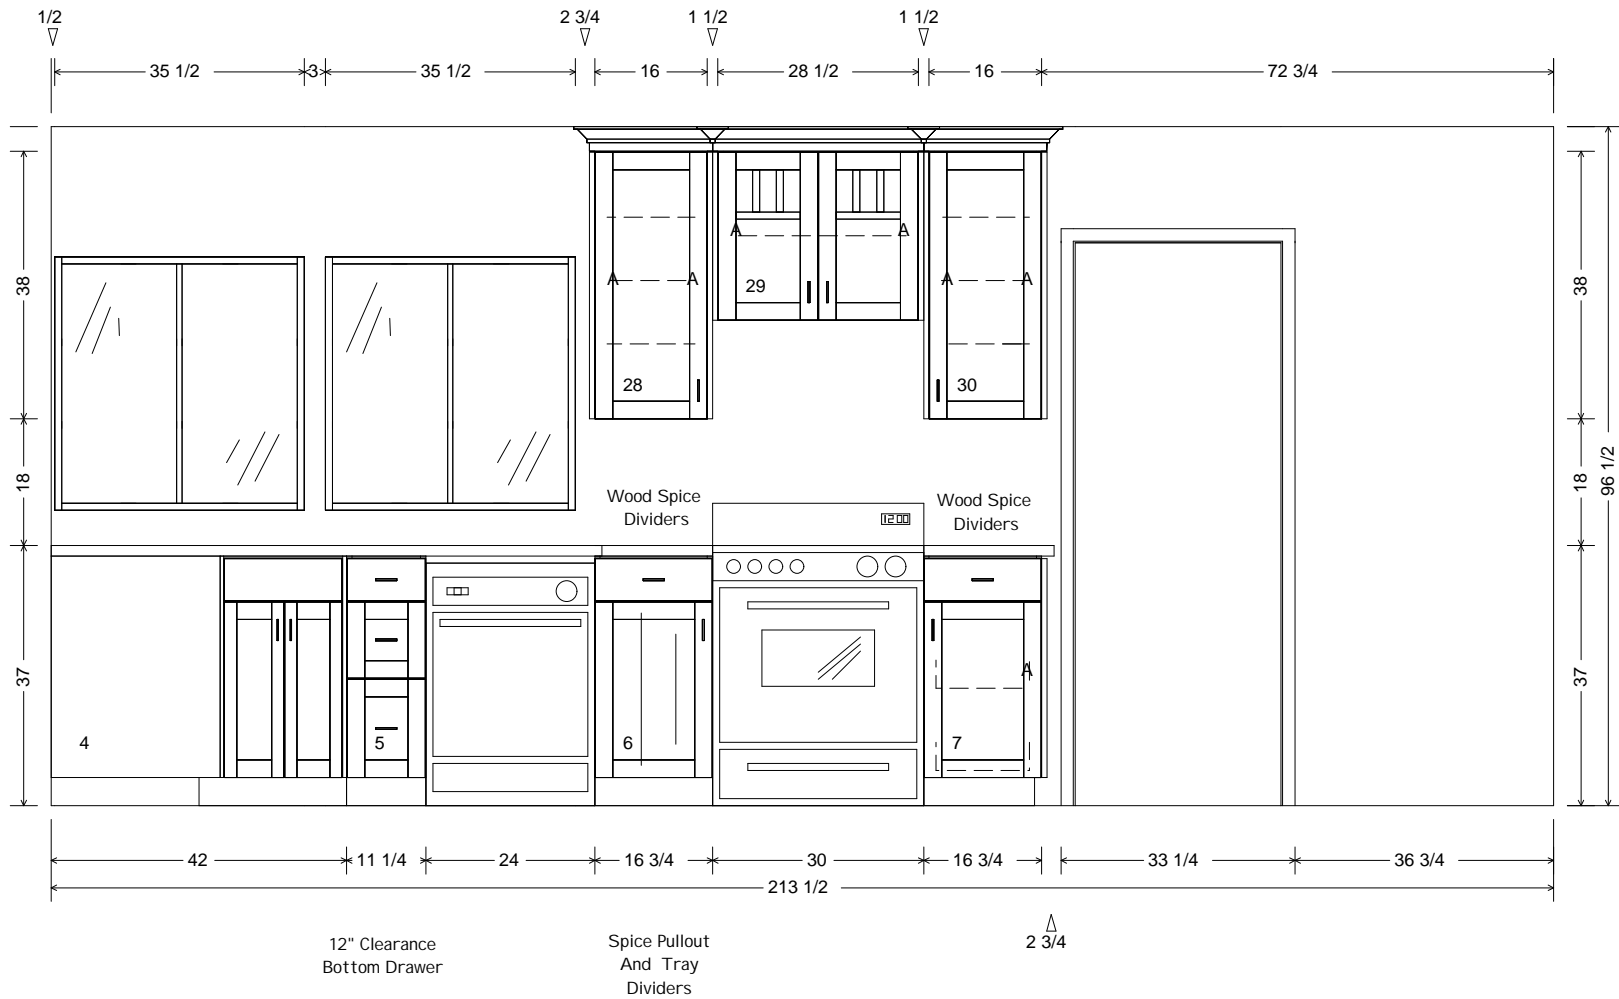 1/2
2 3/4
1 1/2
1 1/2
35 1/2
3
35 1/2
16
28 1/2
16
72 3/4
38
A
A
A
A
29
A
A
28
30
38
18
Wood Spice
Dividers
Wood Spice
Dividers
12 00
18
96 1/2
37
4
5
6
7
A
37
42
11 1/4
24
16 3/4
30
16 3/4
33 1/4
36 3/4
213 1/2
2 3/4
12" Clearance
Bottom Drawer
Spice Pullout
And Tray
Dividers